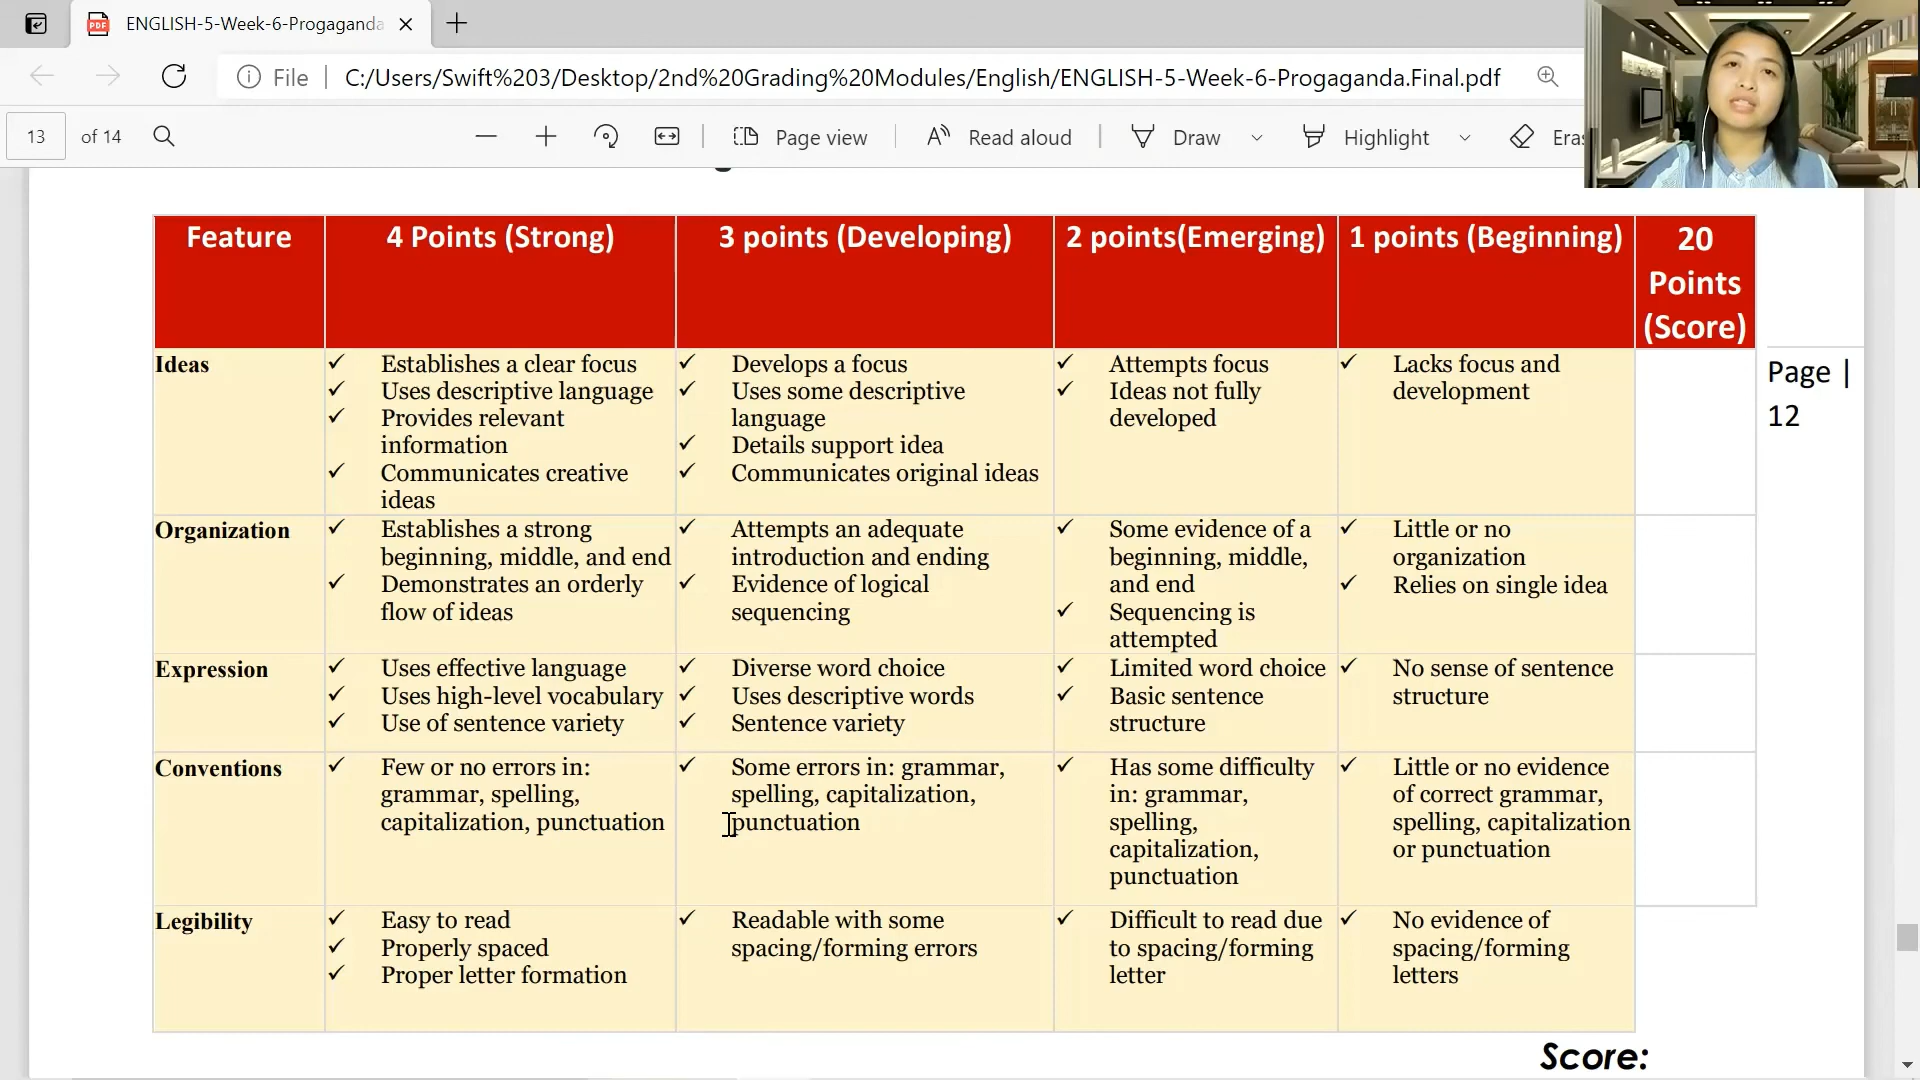 ENGLISH-5-Week-6-Progaganda
File
C:/Users/Swift%203/Desktop/2nd%20Grading%20Modules/English/ENGLISH-5-Week-6-Progaganda.Final.pdf
13 of 14
Page view
Read aloud
Draw
Highlight
Eras
Feature
4 Points (Strong)
3 points (Developing)
2 points(Emerging)
1 points (Beginning)
20
Points
(Score)
Ideas
✓ Establishes a clear focus
✓ Uses descriptive language
✓ Provides relevant
information
✓ Communicates creative
ideas
✓ Develops a focus
✓ Uses some descriptive
language
✓ Details support idea
✓ Communicates original ideas
✓ Attempts focus
✓ Ideas not fully
developed
✓ Lacks focus and
development
Page |
12
Organization
✓ Establishes a strong
beginning, middle, and end
✓ Demonstrates an orderly
flow of ideas
✓ Attempts an adequate
introduction and ending
✓ Evidence of logical
sequencing
✓ Some evidence of a
beginning, middle,
and end
✓ Sequencing is
attempted
✓ Little or no
organization
✓ Relies on single idea
Expression
✓ Uses effective language
✓ Uses high-level vocabulary
✓ Use of sentence variety
✓ Diverse word choice
✓ Uses descriptive words
✓ Sentence variety
✓ Limited word choice
✓ Basic sentence
structure
✓ No sense of sentence
structure
Conventions
✓ Few or no errors in:
grammar, spelling,
capitalization, punctuation
✓ Some errors in: grammar,
spelling, capitalization,
punctuation
✓ Has some difficulty
in: grammar,
spelling,
capitalization,
punctuation
✓ Little or no evidence
of correct grammar,
spelling, capitalization
or punctuation
Legibility
✓ Easy to read
✓ Properly spaced
✓ Proper letter formation
✓ Readable with some
spacing/forming errors
✓ Difficult to read due
to spacing/forming
letter
✓ No evidence of
spacing/forming
letters
Score: